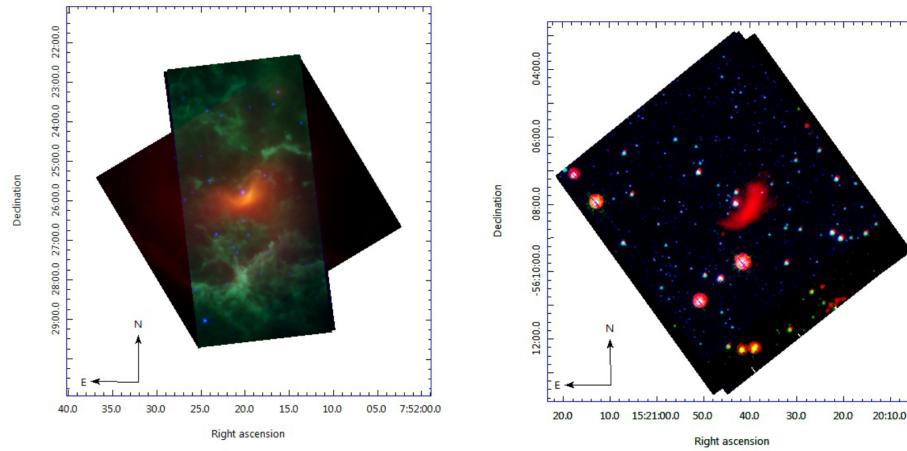 Declination
22:00.0
23:00.0
24:00.0
25:00.0
26:00.0
27:00.0
28:00.0
29:00.0
N
E
40.0 35.0 30.0 25.0 20.0 15.0 10.0 05.0 7:52:00.0
Right ascension
Declination
04:00.0
06:00.0
08:00.0
-56:10:00.0
12:00.0
N
E
20.0 10.0 15:21:00.0 50.0 40.0 30.0 20.0 20:10.0
Right ascension